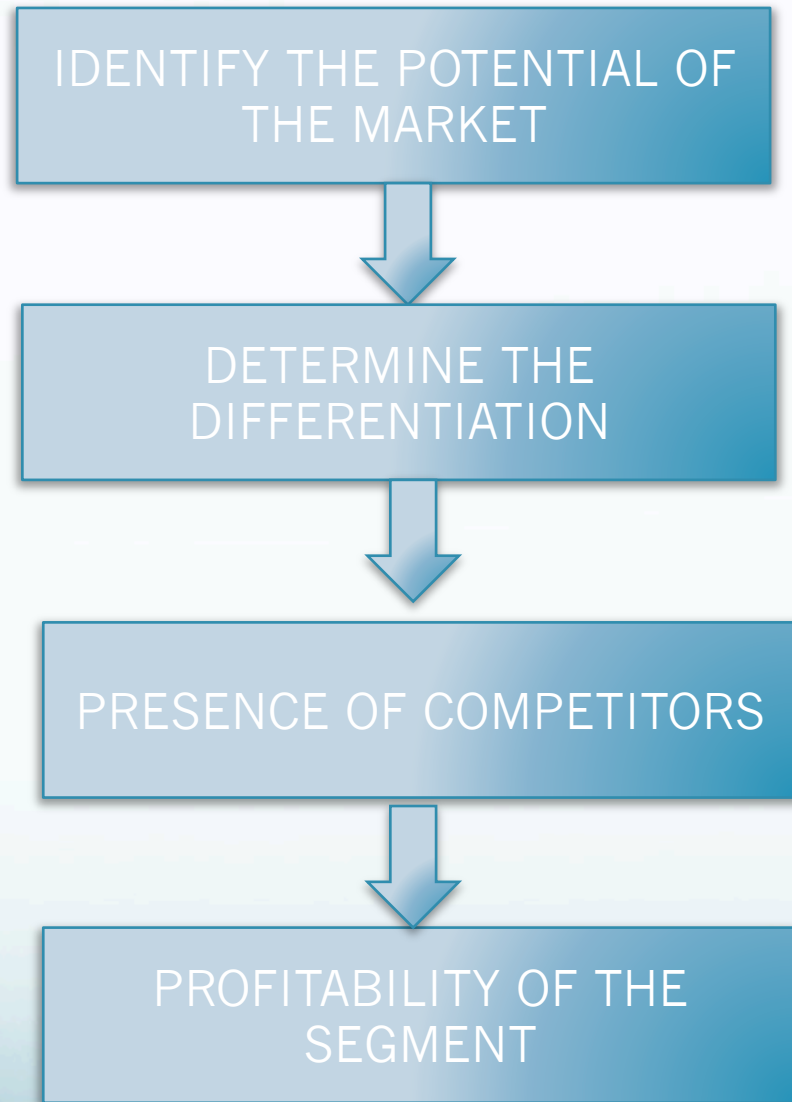 IDENTIFY THE POTENTIAL OF
THE MARKET
DETERMINE THE
DIFFERENTIATION
PRESENCE OF COMPETITORS
PROFITABILITY OF THE
SEGMENT